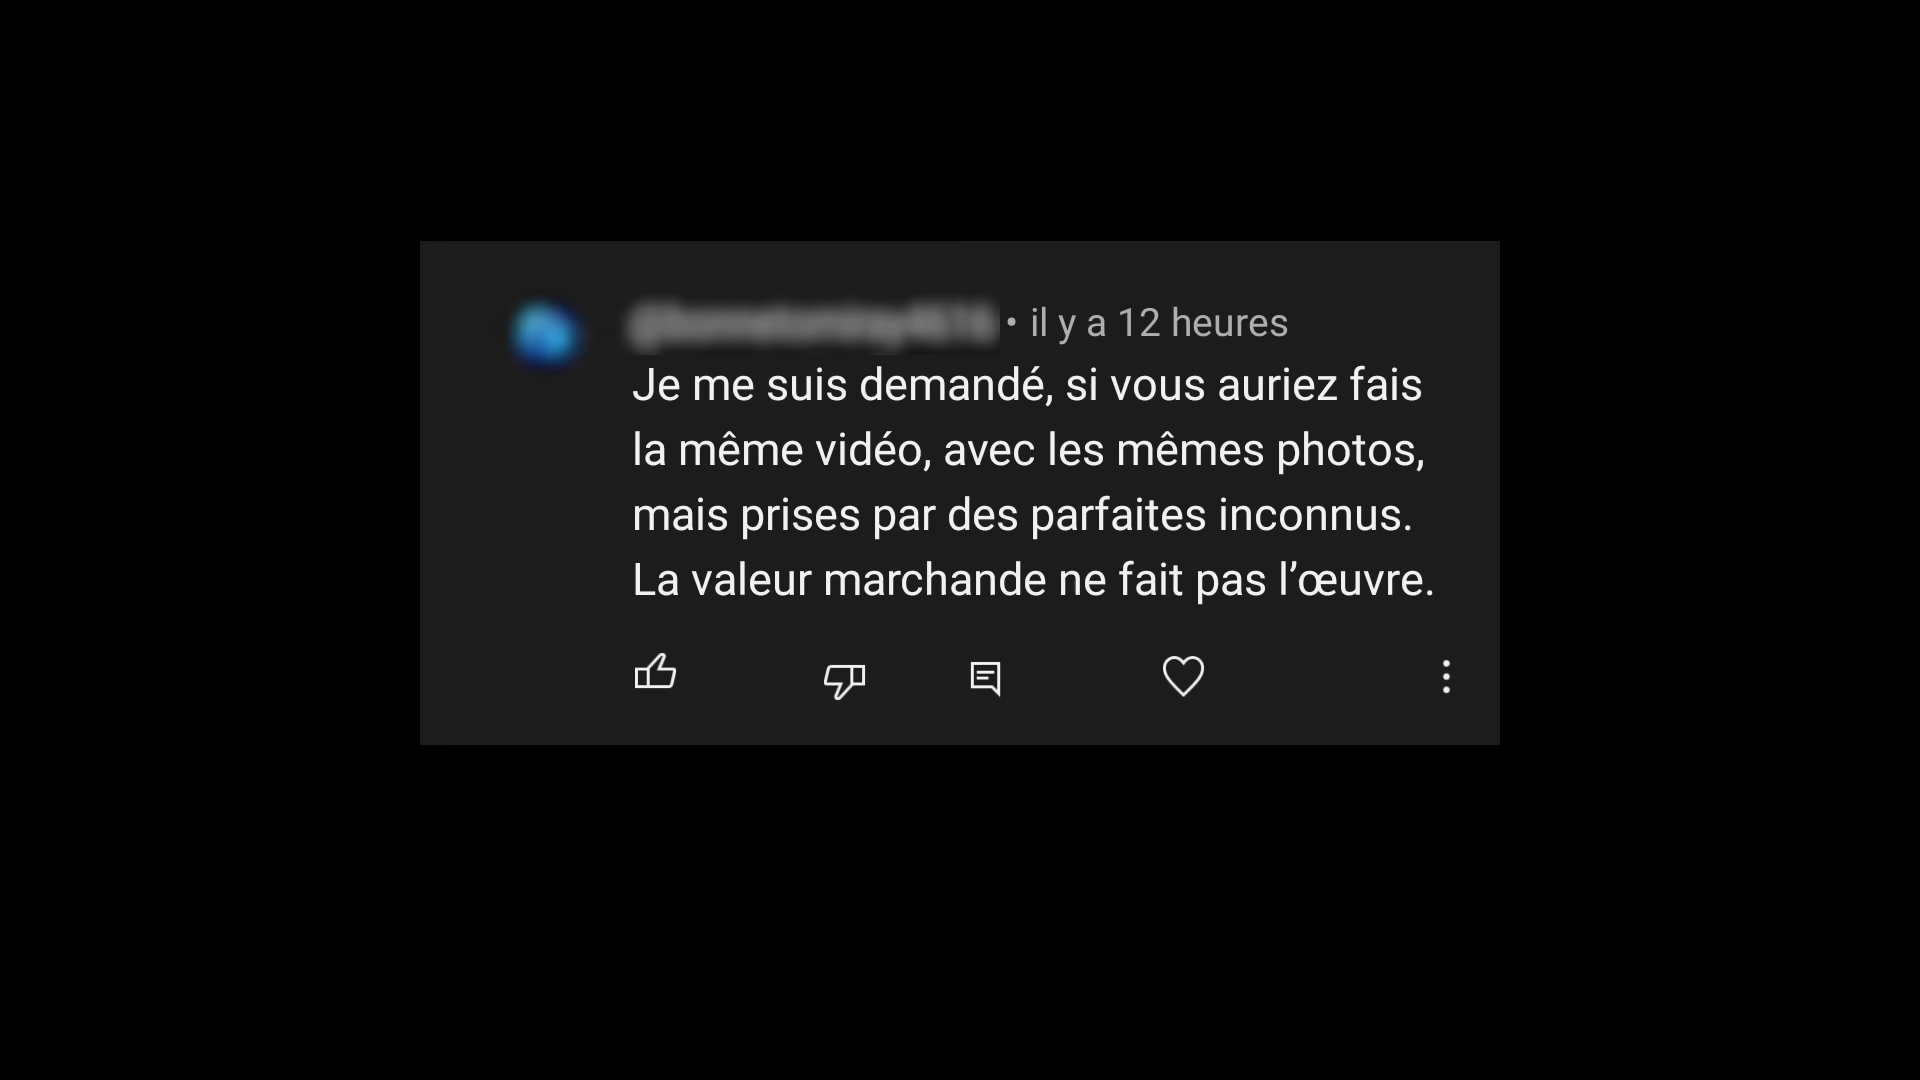 • il y a 12 heures
Je me suis demandé, si vous auriez fais
la même vidéo, avec les mêmes photos,
mais prises par des parfaites inconnus.
La valeur marchande ne fait pas l’œuvre.